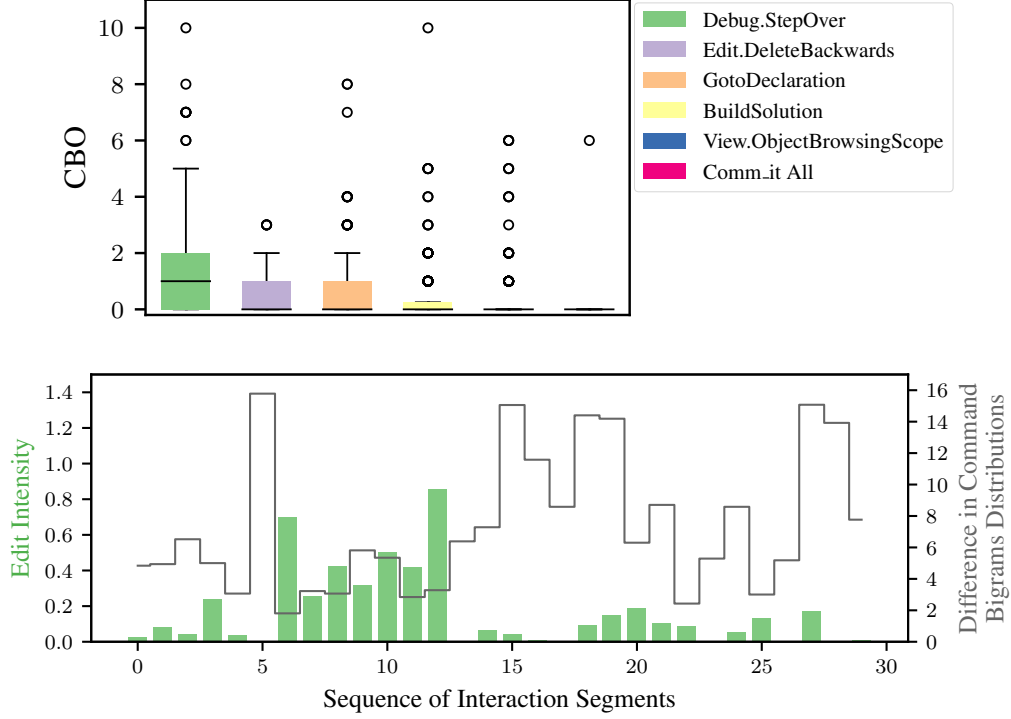 10
8
6
4
2
0
CBO
Debug.StepOver
Edit.DeleteBackwards
GotoDeclaration
BuildSolution
View.ObjectBrowsingScope
Comm_it All
1.4
1.2
1.0
0.8
0.6
0.4
0.2
0.0
Edit Intensity
16
14
12
10
8
6
4
2
0
Difference in Command
Bigrams Distributions
0
5
10
15
20
25
30
Sequence of Interaction Segments